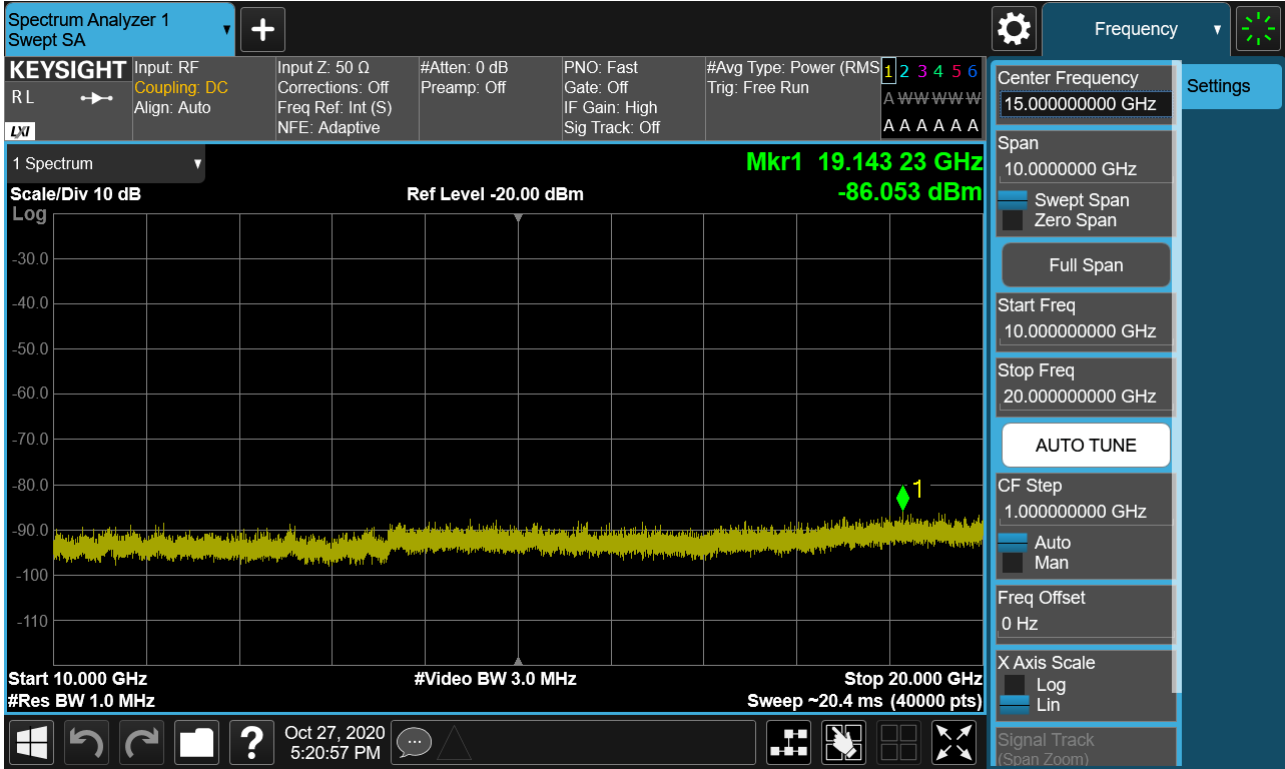 Spectrum Analyzer 1
Swept SA
+
Frequency
KEYSIGHT
R L
LXI
Input: RF
Coupling: DC
Align: Auto
Input Z: 50 Ω
Corrections: Off
Freq Ref: Int (S)
NFE: Adaptive
#Atten: 0 dB
Preamp: Off
PNO: Fast
Gate: Off
IF Gain: High
Sig Track: Off
#Avg Type: Power (RMS
Trig: Free Run
1 2 3 4 5 6
A W W W W W
A A A A A A
1 Spectrum
Scale/Div 10 dB
Ref Level -20.00 dBm
Mkr1 19.143 23 GHz
-86.053 dBm
Log
-30.0
-40.0
-50.0
-60.0
-70.0
-80.0
-90.0
-100
-110
1
Start 10.000 GHz
#Video BW 3.0 MHz
Stop 20.000 GHz
#Res BW 1.0 MHz
Sweep ~20.4 ms (40000 pts)
Center Frequency
15.000000000 GHz
Settings
Span
10.0000000 GHz
Swept Span
Zero Span
Full Span
Start Freq
10.000000000 GHz
Stop Freq
20.000000000 GHz
AUTO TUNE
CF Step
1.000000000 GHz
Auto
Man
Freq Offset
0 Hz
X Axis Scale
Log
Lin
Signal Track
(Span Zoom)
?
Oct 27, 2020
5:20:57 PM